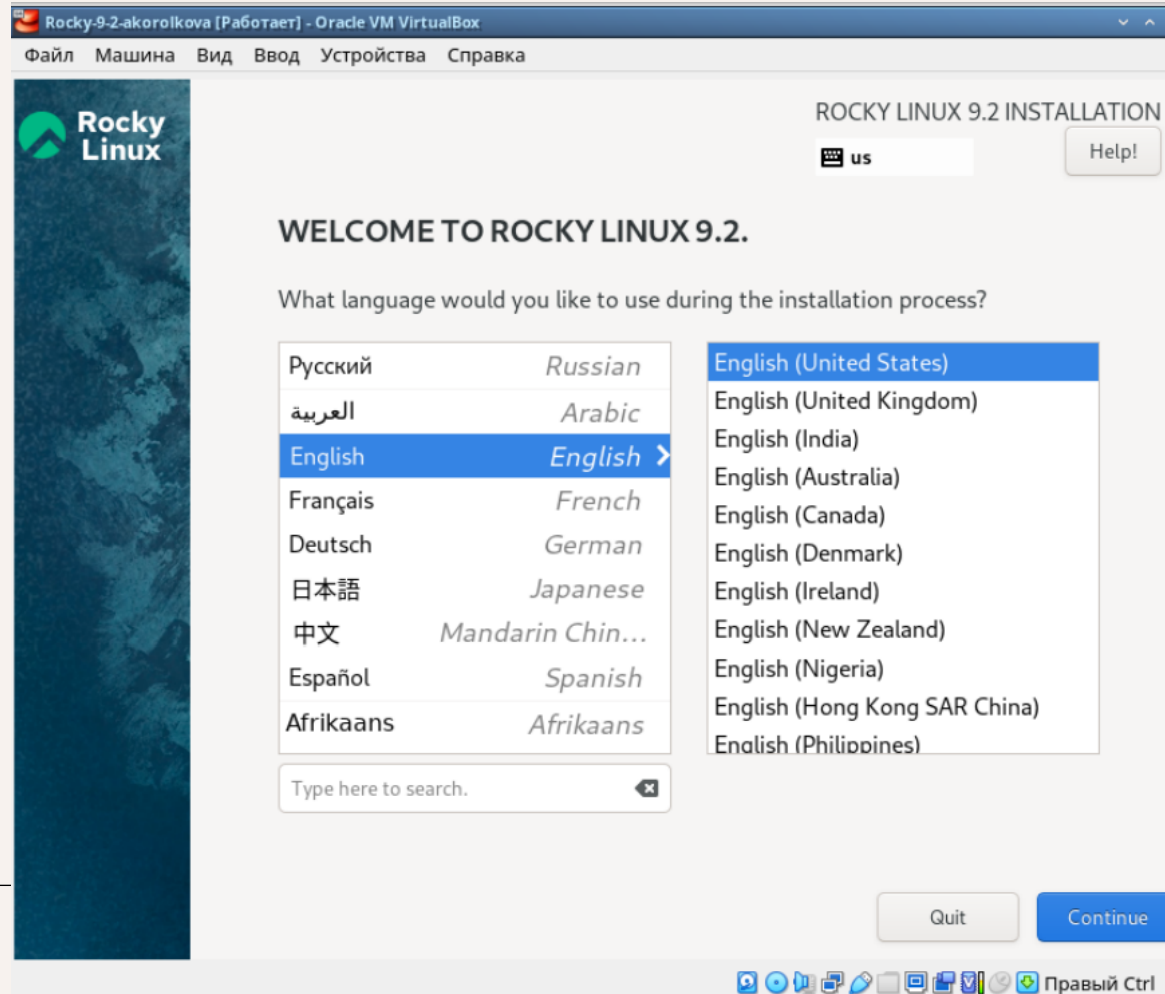 Rocky-9-2-akorolkova [Работает] - Oracle VM VirtualBox
Файл Машина Вид Ввод Устройства Справка
Rocky
Linux
ROCKY LINUX 9.2 INSTALLATION
us
Help!
WELCOME TO ROCKY LINUX 9.2.
What language would you like to use during the installation process?
Русский Russian
العربية Arabic
English English
Français French
Deutsch German
日本語 Japanese
中文 Mandarin Chin...
Español Spanish
Afrikaans Afrikaans
Type here to search.
English (United States)
English (United Kingdom)
English (India)
English (Australia)
English (Canada)
English (Denmark)
English (Ireland)
English (New Zealand)
English (Nigeria)
English (Hong Kong SAR China)
English (Philippines)
Quit
Continue
Правый Ctrl